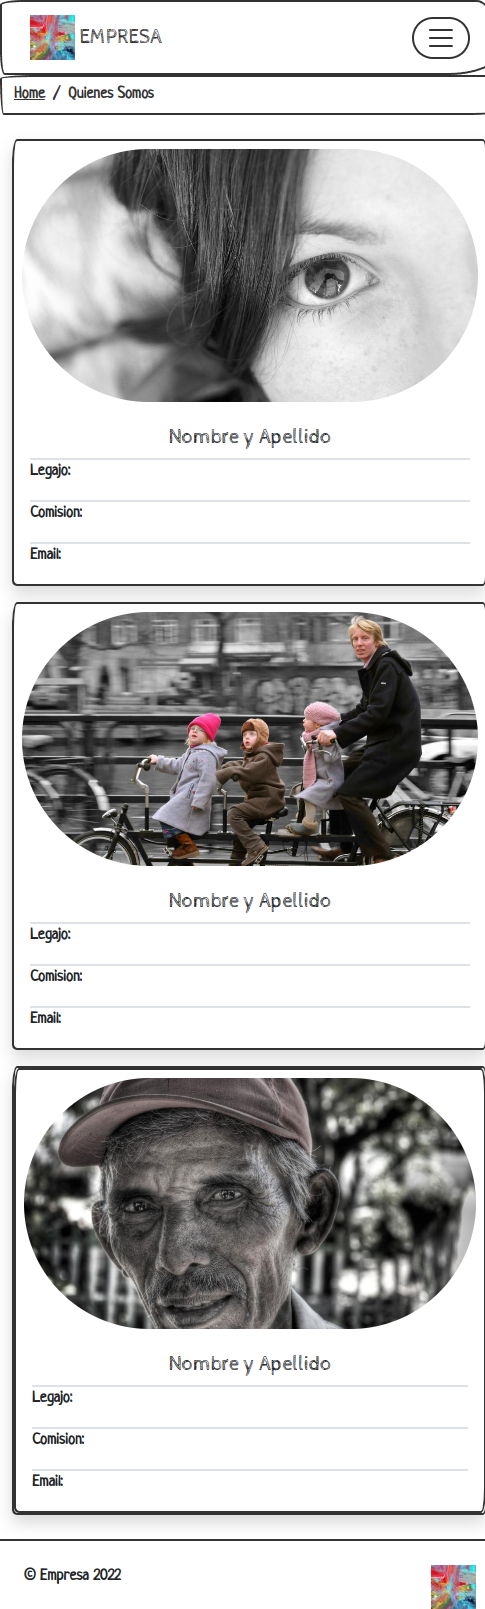 EMPRESA
Home / Quienes Somos
Nombre y Apellido
Legajo:
Comision:
Email:
Nombre y Apellido
Legajo:
Comision:
Email:
Nombre y Apellido
Legajo:
Comision:
Email:
© Empresa 2022